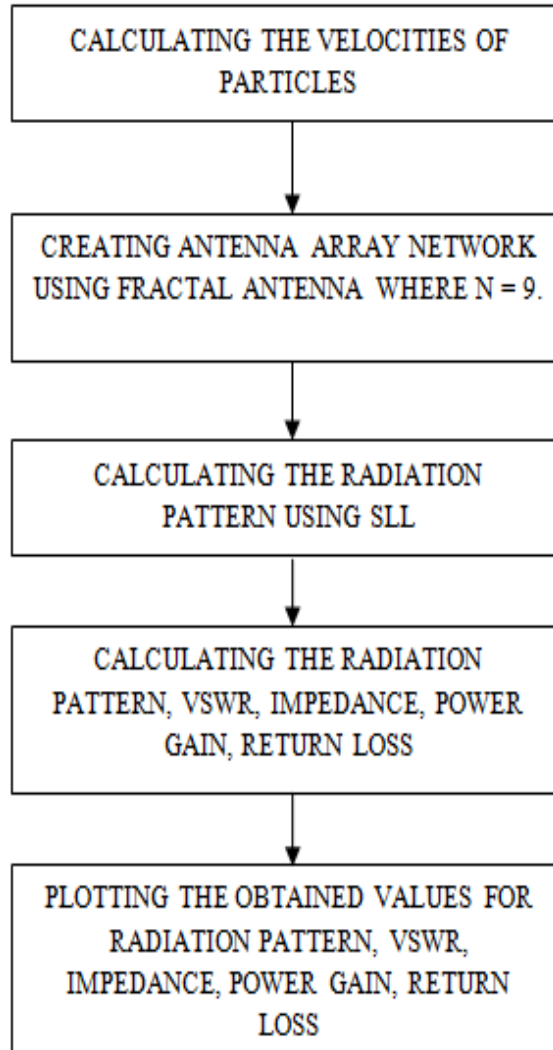 CALCULATING THE VELOCITIES OF
PARTICLES
CREATING ANTENNA ARRAY NETWORK
USING FRACTAL ANTENNA WHERE N = 9.
CALCULATING THE RADIATION
PATTERN USING SLL
CALCULATING THE RADIATION
PATTERN, VSWR, IMPEDANCE, POWER
GAIN, RETURN LOSS
PLOTTING THE OBTAINED VALUES FOR
RADIATION PATTERN, VSWR,
IMPEDANCE, POWER GAIN, RETURN
LOSS